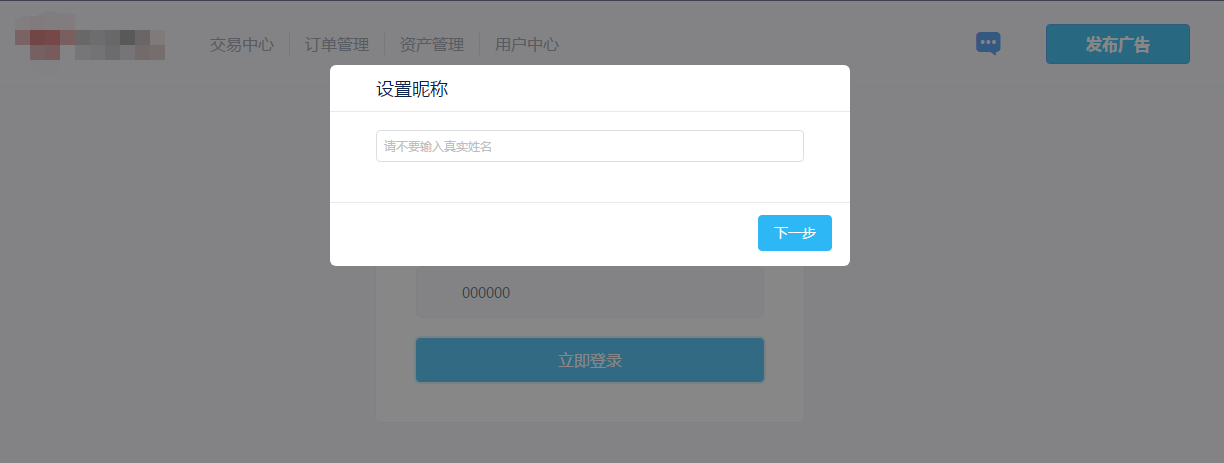 交易中心 订单管理 资产管理 用户中心 发布广告
设置昵称
请不要输入真实姓名
下一步
000000
立即登录